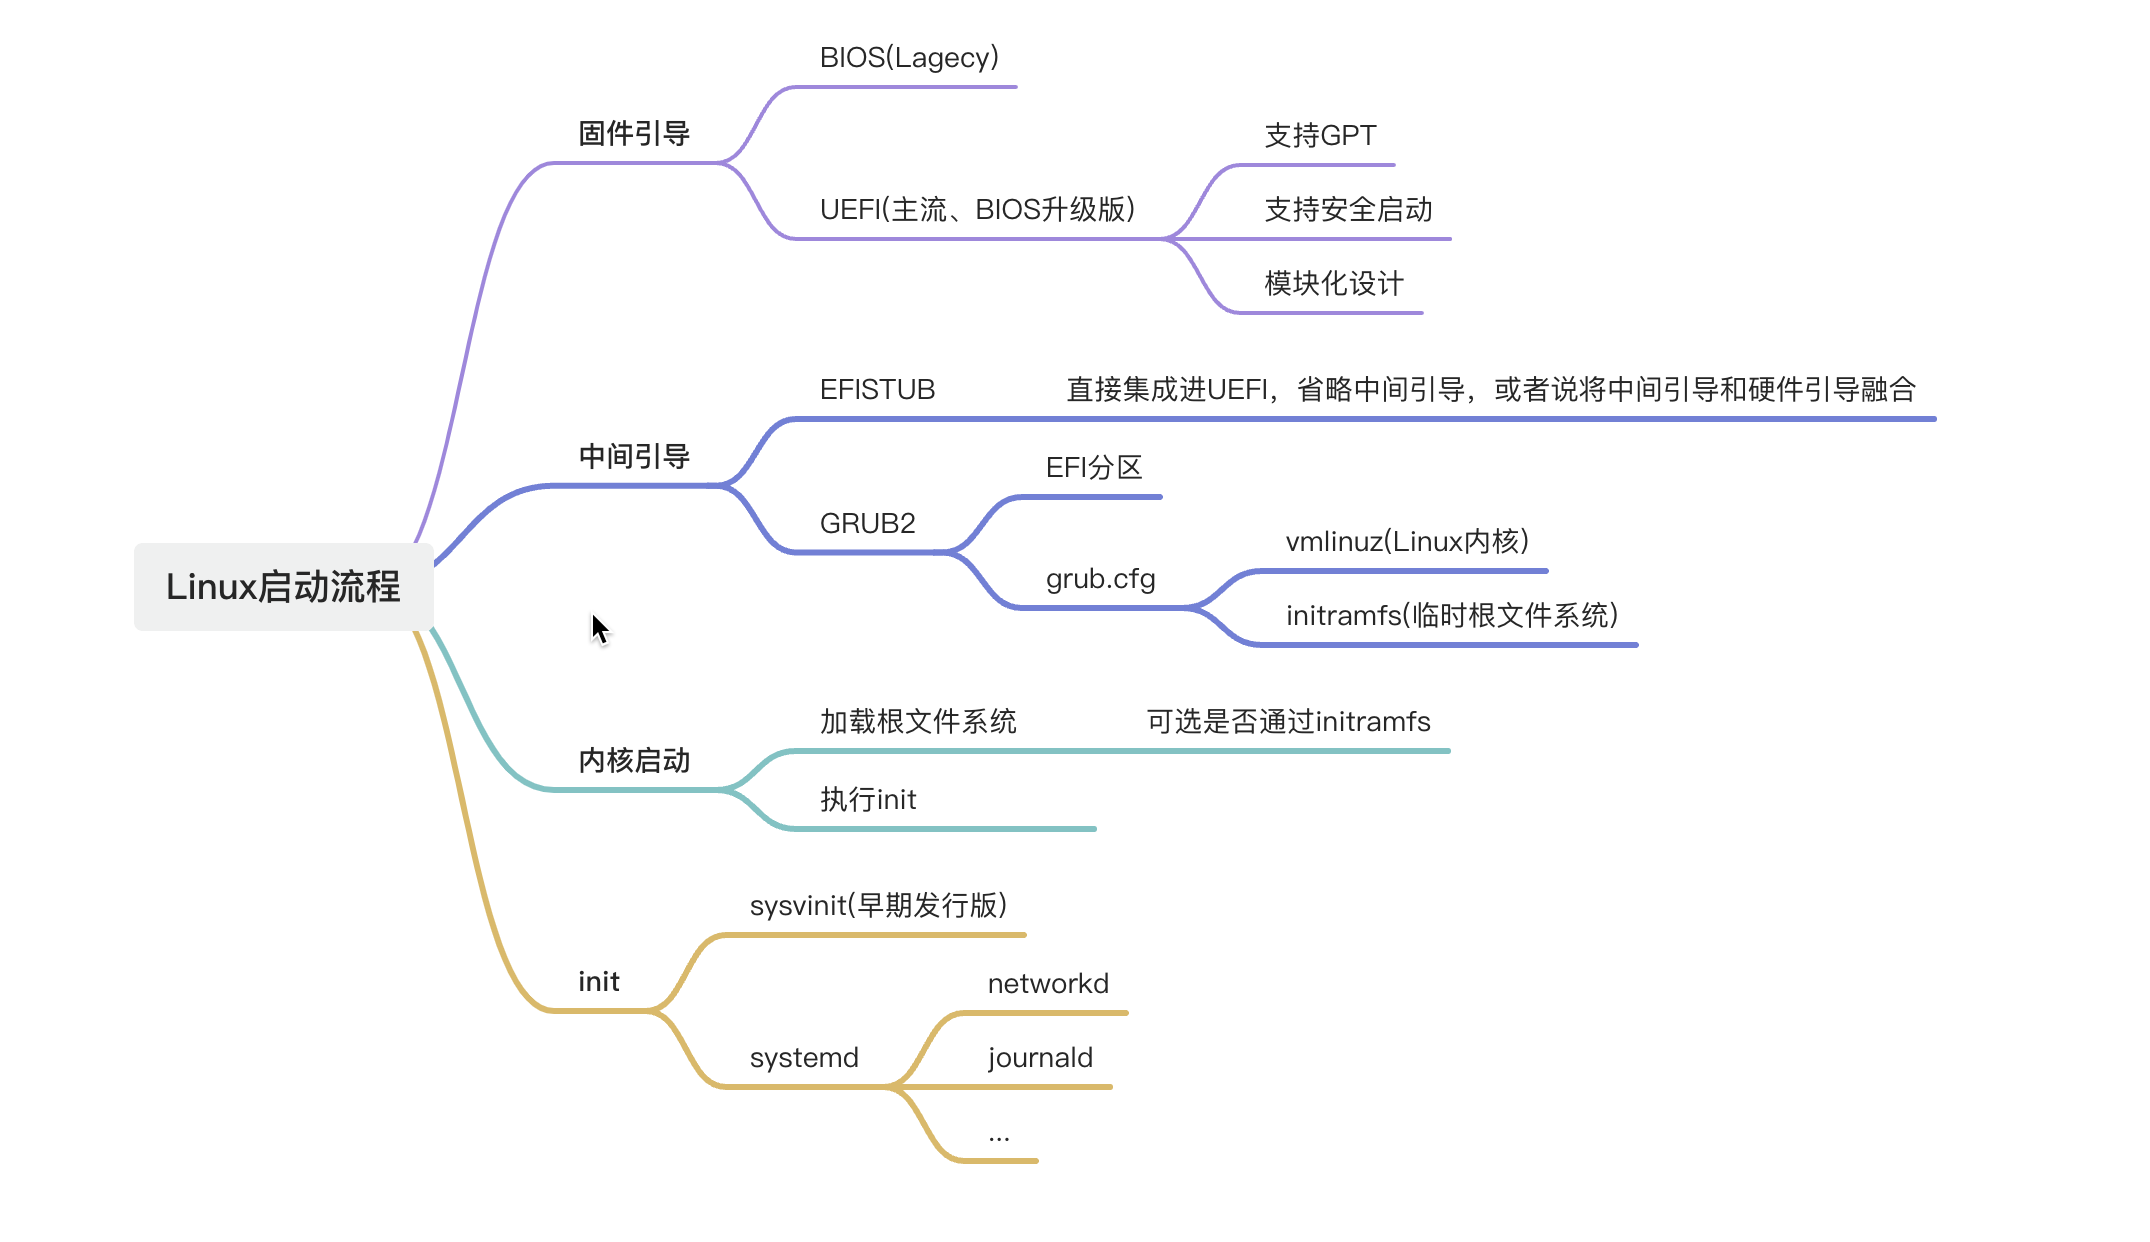 BIOS(Lagecy)
固件引导
支持GPT
UEFI(主流、BIOS升级版)
支持安全启动
模块化设计
EFISTUB
直接集成进UEFI，省略中间引导，或者说将中间引导和硬件引导融合
中间引导
EFI分区
GRUB2
vmlinuz(Linux内核)
grub.cfg
initramfs(临时根文件系统)
Linux启动流程
加载根文件系统
可选是否通过initramfs
内核启动
执行init
sysvinit(早期发行版)
init
networkd
systemd
journald
...